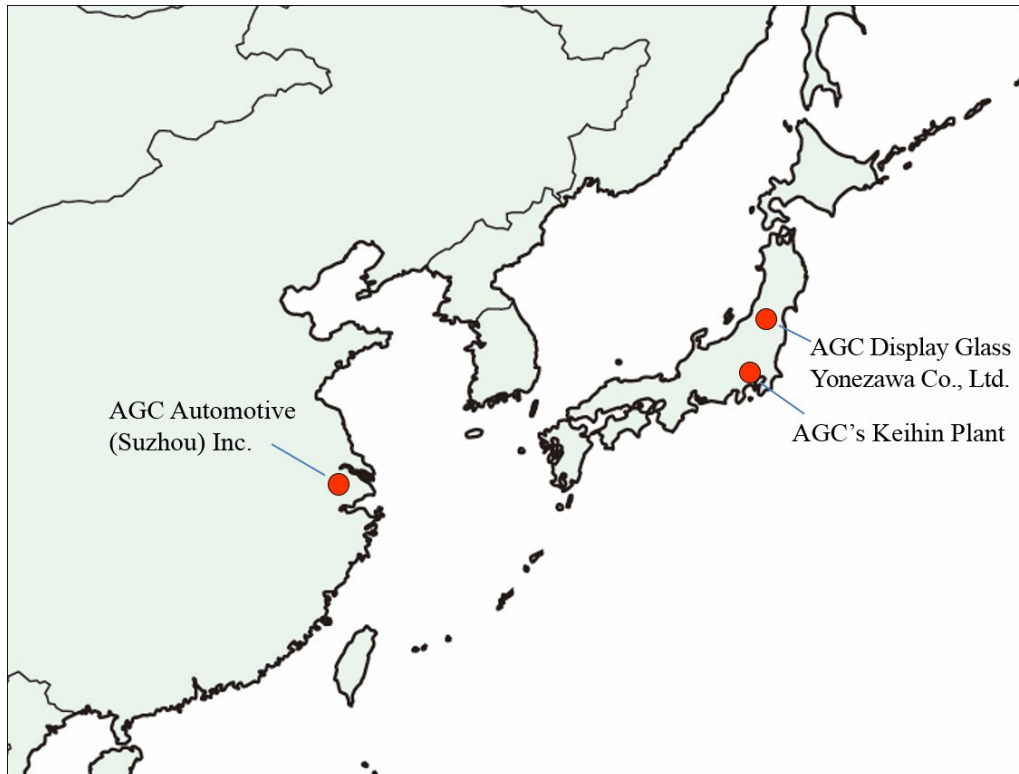 AGC Display Glass
Yonezawa Co., Ltd.
AGC Automotive
(Suzhou) Inc.
AGC’s Keihin Plant